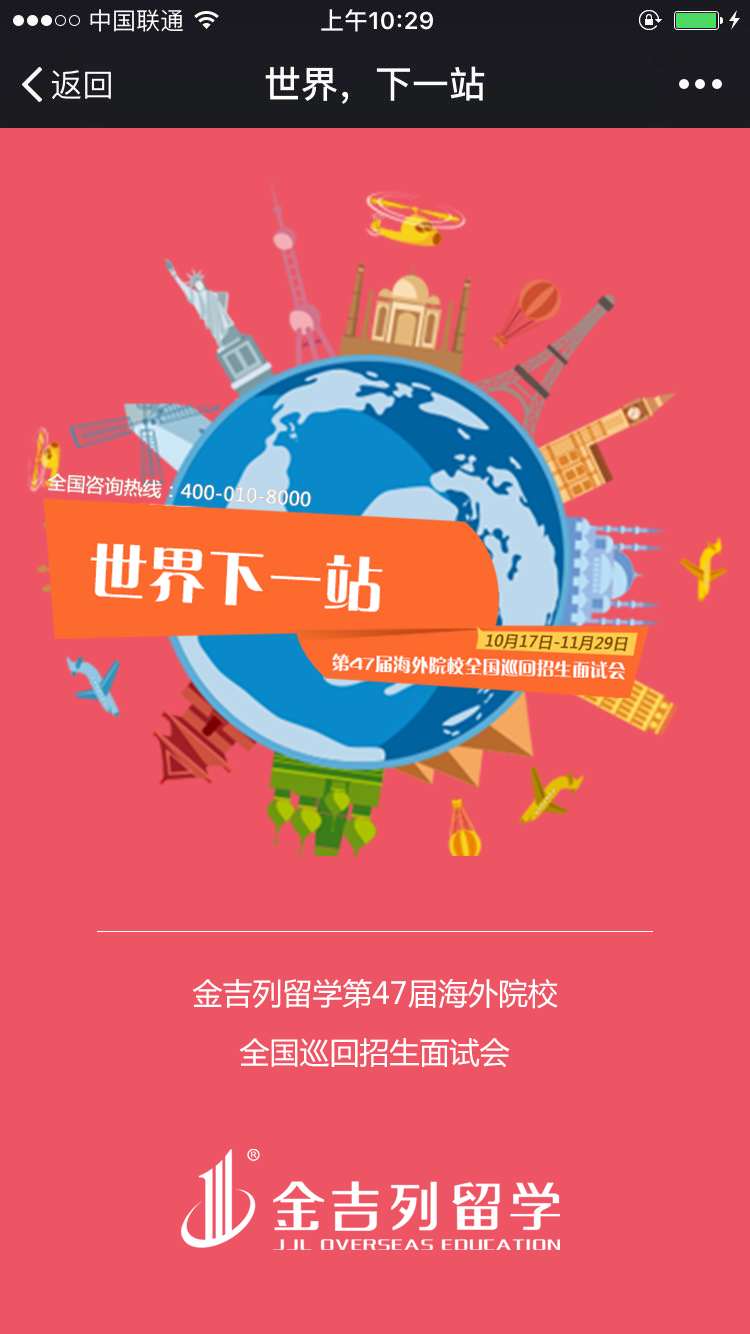 中国联通
上午10:29
返回
世界，下一站
全国咨询热线：400-010-8000
世界下一站
10月17日-11月29日
第47届海外院校全国巡回招生面试会
金吉列留学第47届海外院校
全国巡回招生面试会
®
金吉列留学
JJL OVERSEAS EDUCATION